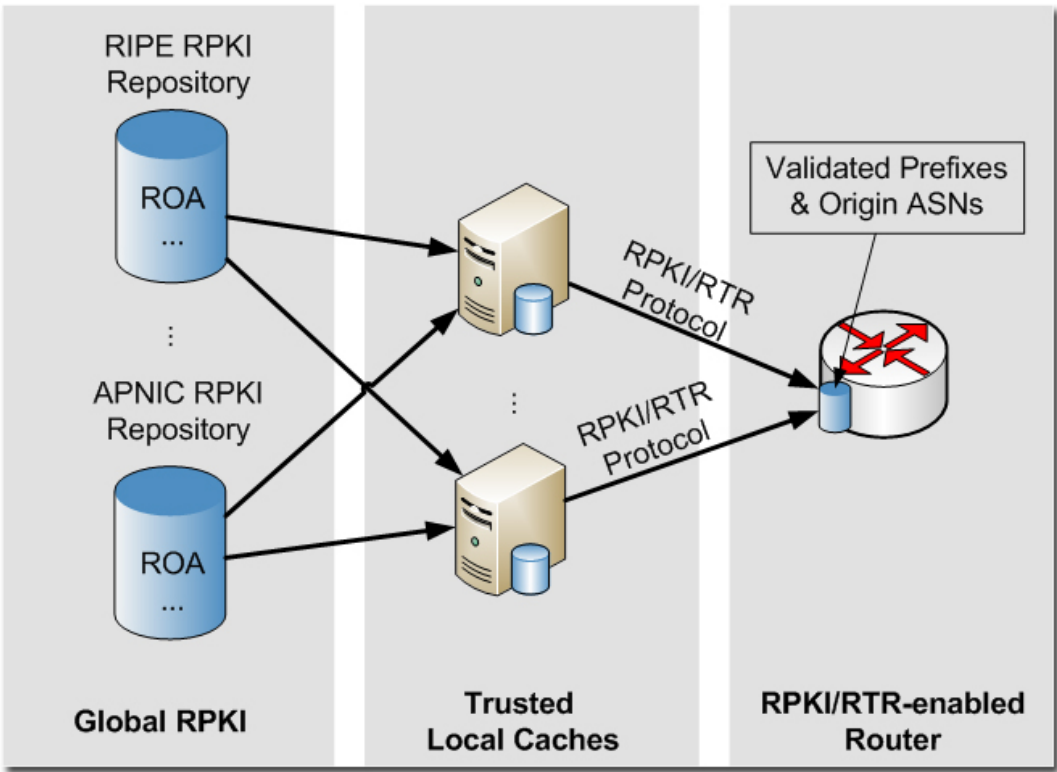 RIPE RPKI
Repository
ROA
...
...
APNIC RPKI
Repository
ROA
...
Global RPKI
...
Trusted
Local Caches
RPKI/RTR
Protocol
RPKI/RTR
Protocol
Validated Prefixes
& Origin ASNs
RPKI/RTR-enabled
Router